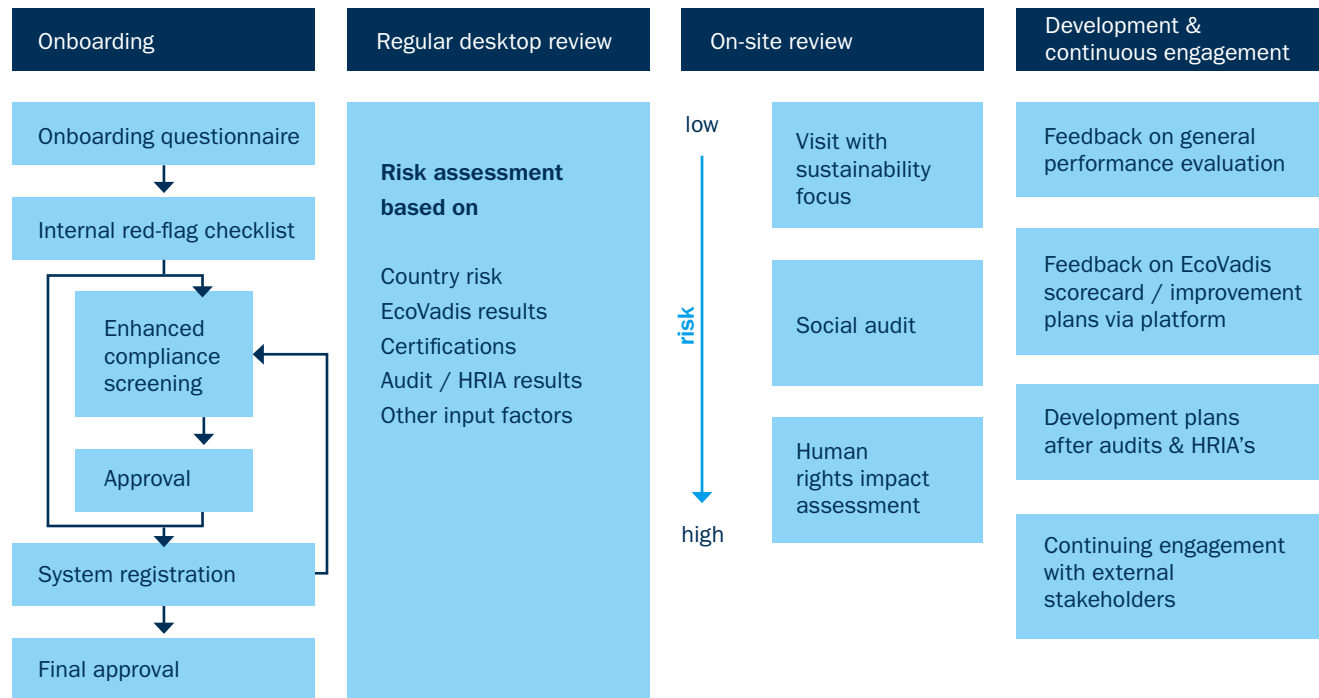 Onboarding
Onboarding questionnaire
Internal red-flag checklist
Enhanced
compliance
screening
Approval
System registration
Final approval
Regular desktop review
Risk assessment
based on
Country risk
EcoVadis results
Certifications
Audit / HRIA results
Other input factors
On-site review
low
risk
high
Visit with
sustainability
focus
Social audit
Human
rights impact
assessment
Development &
continuous engagement
Feedback on general
performance evaluation
Feedback on EcoVadis
scorecard / improvement
plans via platform
Development plans
after audits & HRIA’s
Continuing engagement
with external
stakeholders